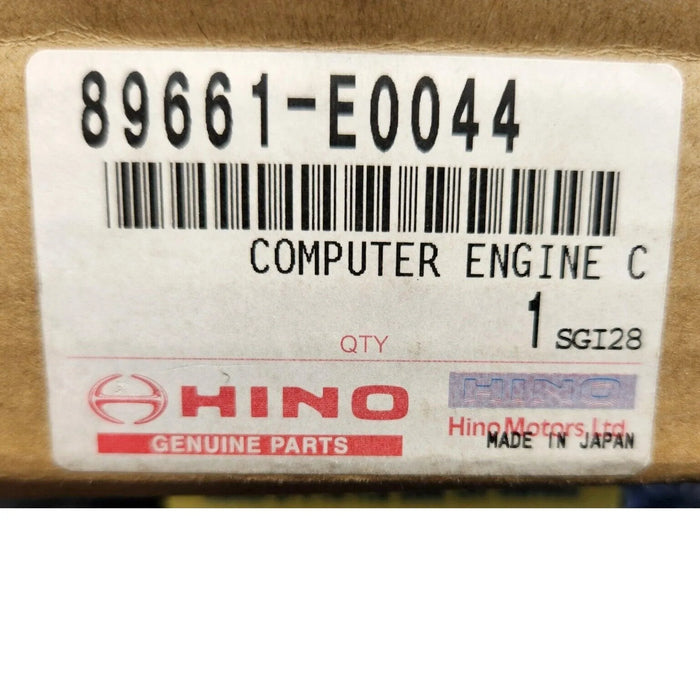 89661-E0044
COMPUTER ENGINE C
QTY 1 SGI28
HINO HINO
GENUINE PARTS Hino Motors, Ltd.
MADE IN JAPAN